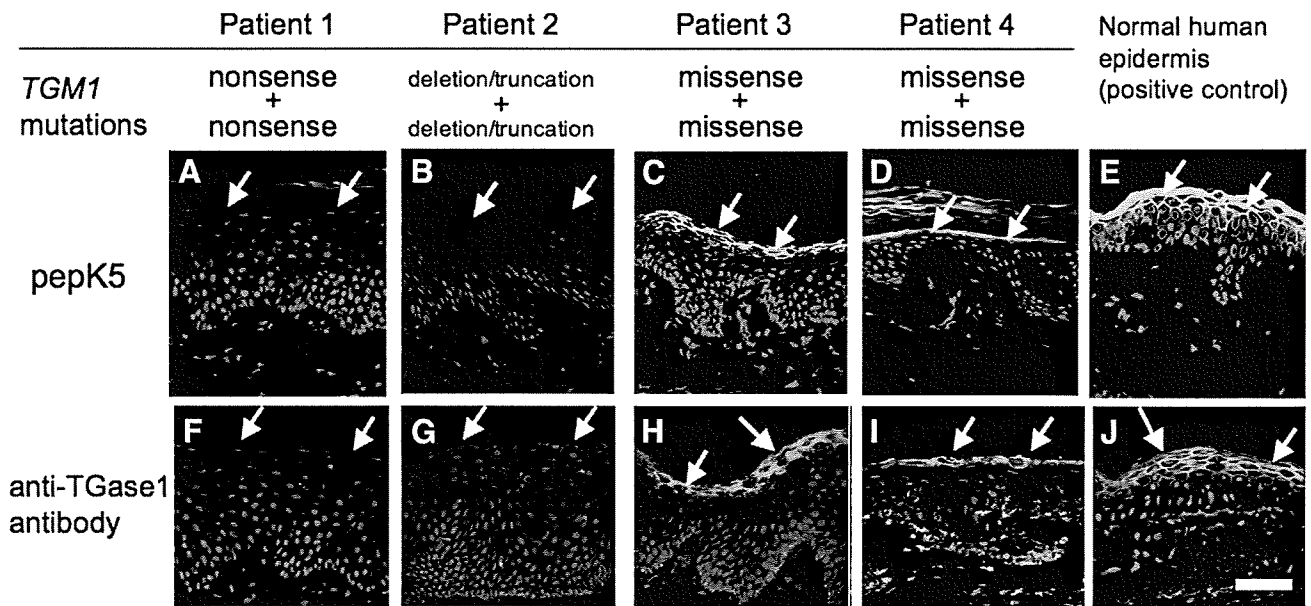 Patient 1 Patient 2 Patient 3 Patient 4 Normal human
epidermis
(positive control)
TGM1
mutations
nonsense
+
nonsense
deletion/truncation
+
deletion/truncation
missense
+
missense
missense
+
missense
pepK5
A B C D E
anti-TGase1
antibody
F G H I J